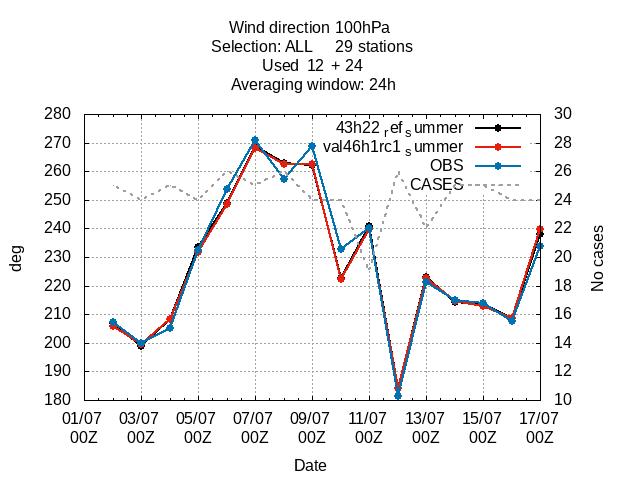 Wind direction 100hPa
Selection: ALL 29 stations
Used 12 + 24
Averaging window: 24h
280 30
270 28
260 26
250 24
240 22
230 20
220 18
210 16
200 14
190 12
180 10
43h22 ref summer
val46h1rc1 summer
OBS
CASES
deg
No cases
01/07 03/07 05/07 07/07 09/07 11/07 13/07 15/07 17/07
00Z 00Z 00Z 00Z 00Z 00Z 00Z 00Z 00Z
Date